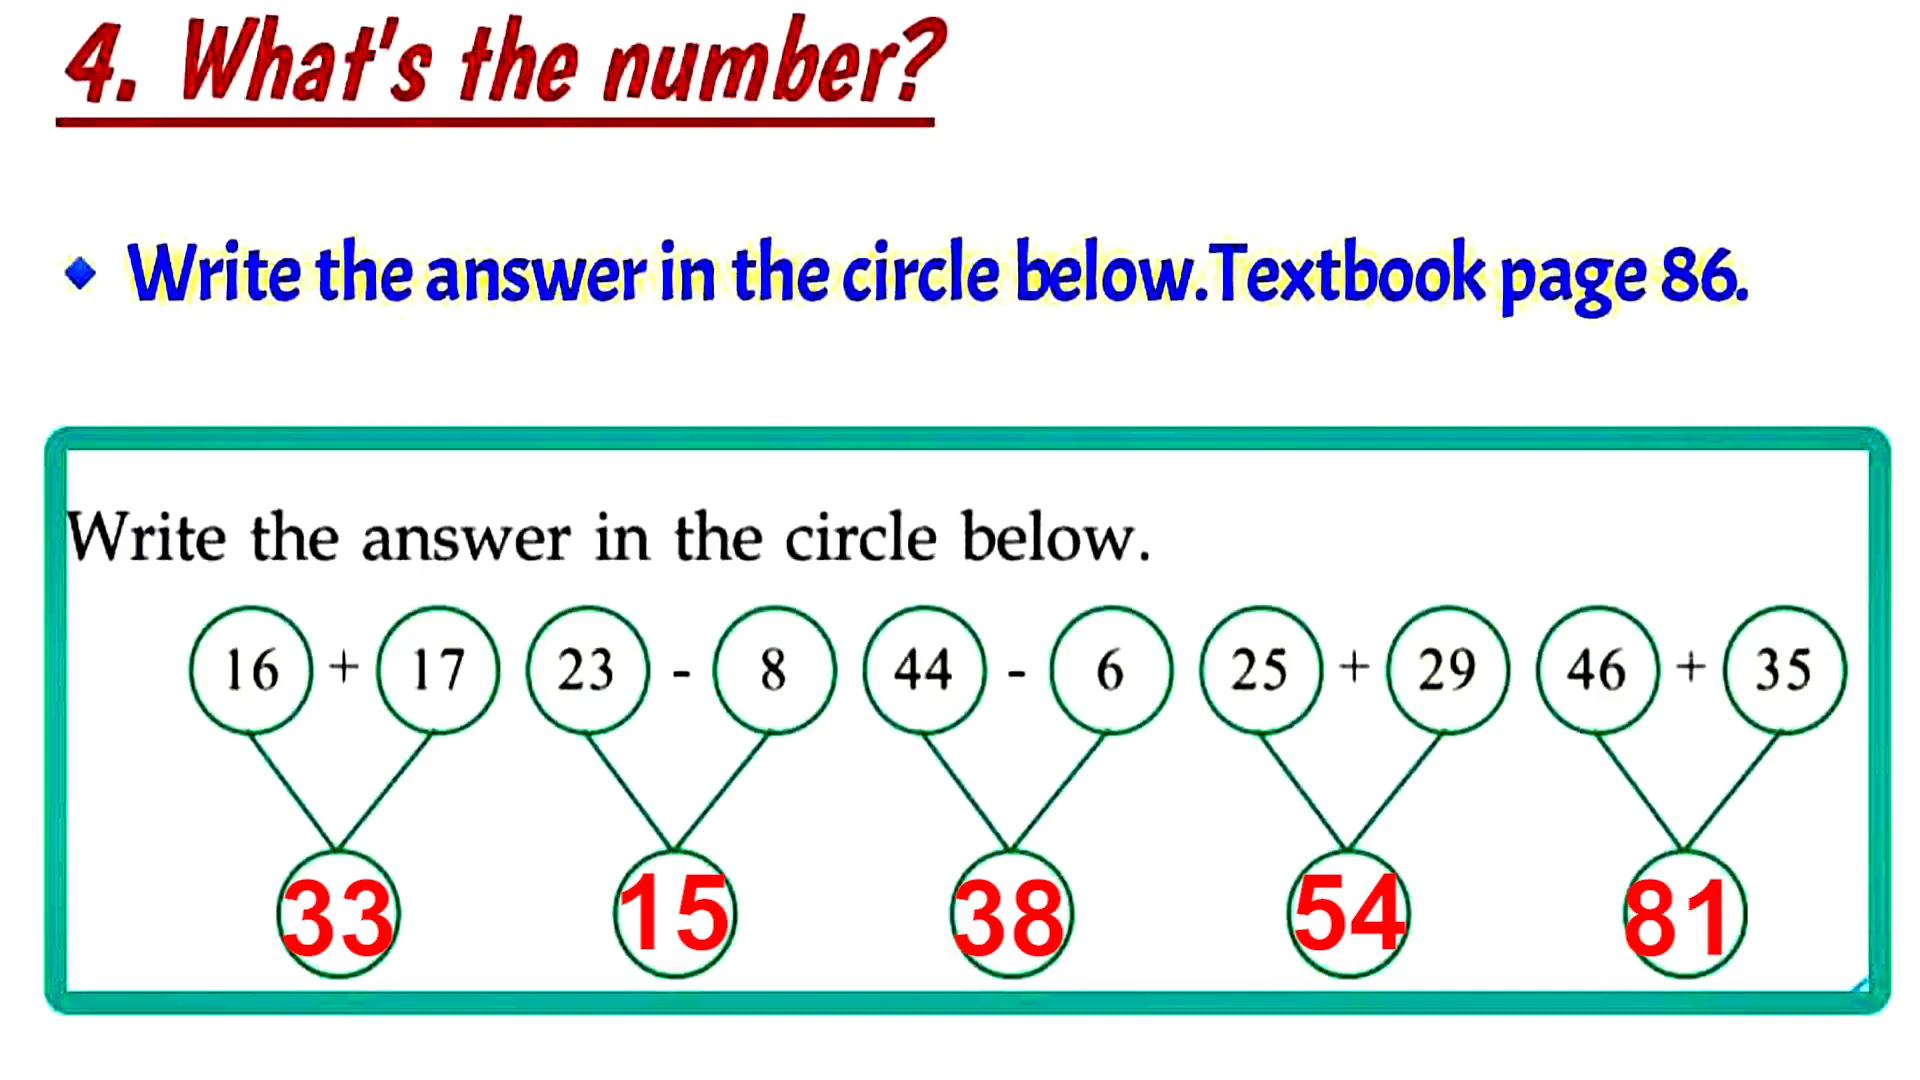 4. What's the number?
Write the answer in the circle below.Textbook page 86.
Write the answer in the circle below.
16 + 17 23 - 8 44 - 6 25 + 29 46 + 35
33 15 38 54 81